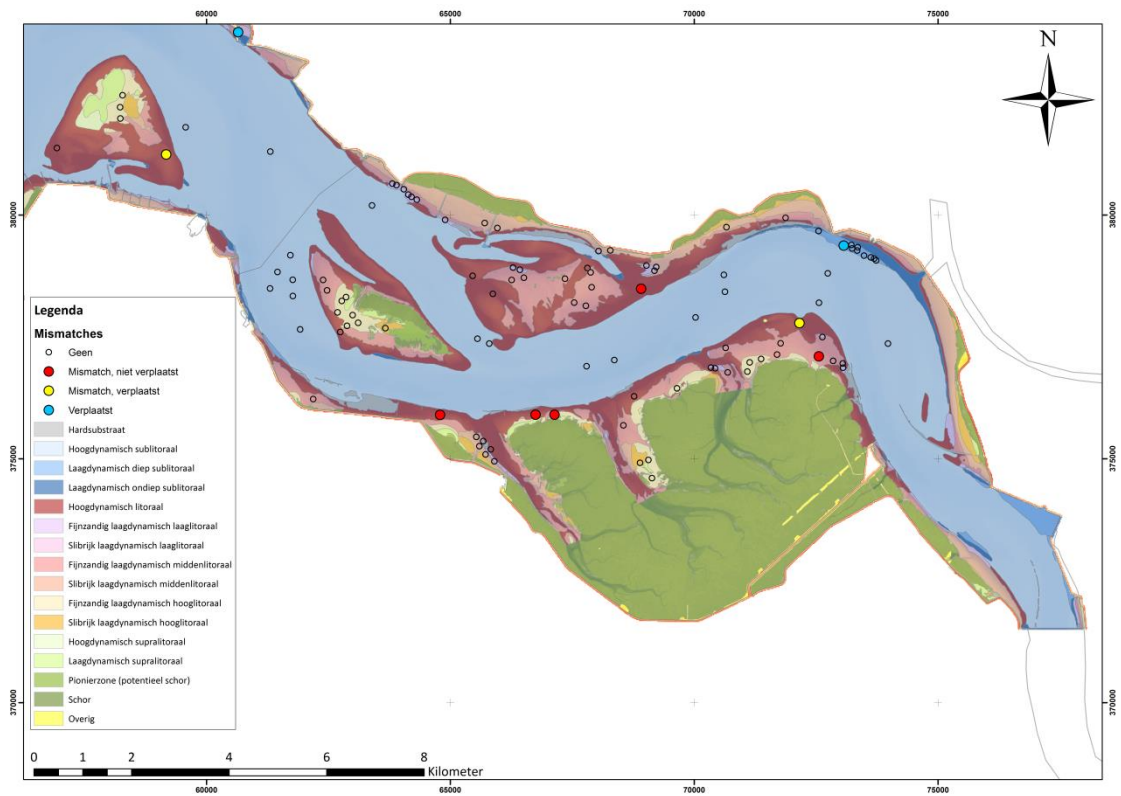 60000 65000 70000 75000
N
380000 380000
Legenda
Mismatches
Geen
Mismatch, niet verplaatst
Mismatch, verplaatst
Verplaatst
Hardsubstraat
Hoogdynamisch sublitoraal
Laagdynamisch diep sublitoraal
Laagdynamisch ondiep sublitoraal
Hoogdynamisch litoraal
Fijnzandig laagdynamisch laaglitoraal
Slibrijk laagdynamisch laaglitoraal
Fijnzandig laagdynamisch middenlitoraal
Slibrijk laagdynamisch middenlitoraal
Fijnzandig laagdynamisch hooglitoraal
Slibrijk laagdynamisch hooglitoraal
Hoogdynamisch supralitoraal
Laagdynamisch supralitoraal
Pionierzone (potentieel schor)
Schor
Overig
375000 375000
370000 370000
0 1 2 4 6 8
Kilometer
60000 65000 70000 75000